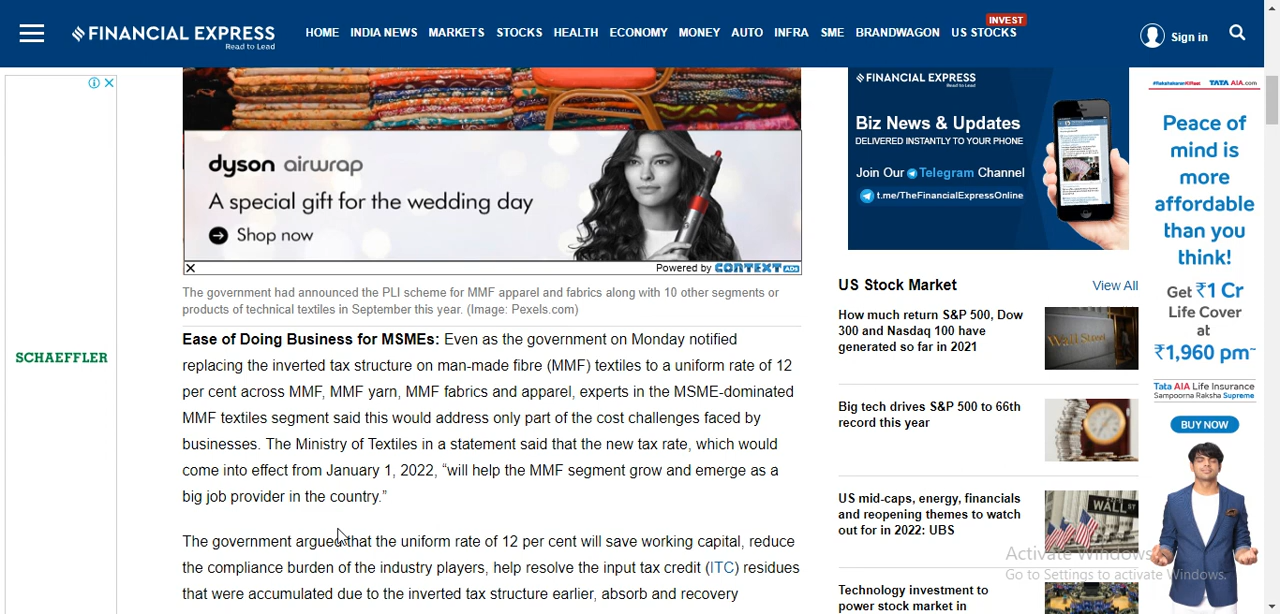 FINANCIAL EXPRESS
Read to Lead
HOME INDIA NEWS MARKETS STOCKS HEALTH ECONOMY MONEY AUTO INFRA SME BRANDWAGON US STOCKS
INVEST
Sign in
SCHAEFFLER
dyson airwrap
A special gift for the wedding day
Shop now
Powered by CONTEXT ADS
The government had announced the PLI scheme for MMF apparel and fabrics along with 10 other segments or
products of technical textiles in September this year. (Image: Pexels.com)
Ease of Doing Business for MSMEs: Even as the government on Monday notified
replacing the inverted tax structure on man-made fibre (MMF) textiles to a uniform rate of 12
per cent across MMF, MMF yarn, MMF fabrics and apparel, experts in the MSME-dominated
MMF textiles segment said this would address only part of the cost challenges faced by
businesses. The Ministry of Textiles in a statement said that the new tax rate, which would
come into effect from January 1, 2022, “will help the MMF segment grow and emerge as a
big job provider in the country.”
The government argued that the uniform rate of 12 per cent will save working capital, reduce
the compliance burden of the industry players, help resolve the input tax credit (ITC) residues
that were accumulated due to the inverted tax structure earlier, absorb and recovery
FINANCIAL EXPRESS
Read to Lead
Biz News & Updates
DELIVERED INSTANTLY TO YOUR PHONE
Join Our Telegram Channel
t.me/TheFinancialExpressOnline
US Stock Market
View All
How much return S&P 500, Dow
300 and Nasdaq 100 have
generated so far in 2021
Big tech drives S&P 500 to 66th
record this year
US mid-caps, energy, financials
and reopening themes to watch
out for in 2022: UBS
WALL ST
Technology investment to
power stock market in
TATA AIA.com
Peace of
mind is
more
affordable
than you
think!
Get ₹1 Cr
Life Cover
at
₹1,960 pm~
Tata AIA Life Insurance
Sampoorna Raksha Supreme
BUY NOW
Activate Windows
Go to Settings to activate Windows.